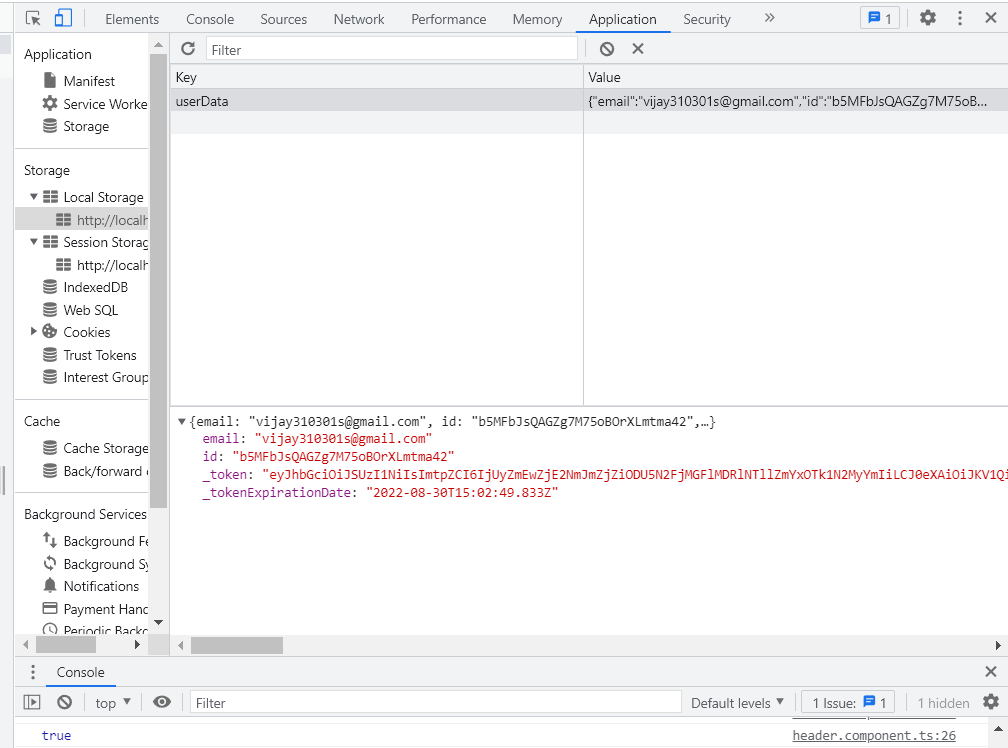 Elements Console Sources Network Performance Memory Application Security » 1
Application
Manifest
Service Worke
Storage
Storage
Local Storage
http://localh
Session Storag
http://localh
IndexedDB
Web SQL
Cookies
Trust Tokens
Interest Group
Cache
Cache Storage
Back/forward
Background Services
Background Fe
Background Sy
Notifications
Payment Hand
Periodic Backg
Filter
Key Value
userData {"email":"vijay310301s@gmail.com","id":"b5MFbJsQAGZg7M75oB...
{email: "vijay310301s@gmail.com", id: "b5MFbJsQAGZg7M75oBOrXLmtma42",…}
email: "vijay310301s@gmail.com"
id: "b5MFbJsQAGZg7M75oBOrXLmtma42"
_token: "eyJhbGciOiJSUzI1NiIsImtpZCI6IjUyZmEwZjE2NmJmZjZiODU5N2FjMGFlMDRlNTllZmYxOTk1N2MyYmIiLCJ0eXAiOiJKV1Qi
_tokenExpirationDate: "2022-08-30T15:02:49.833Z"
Console
top Filter Default levels 1 Issue: 1 1 hidden
true header.component.ts:26